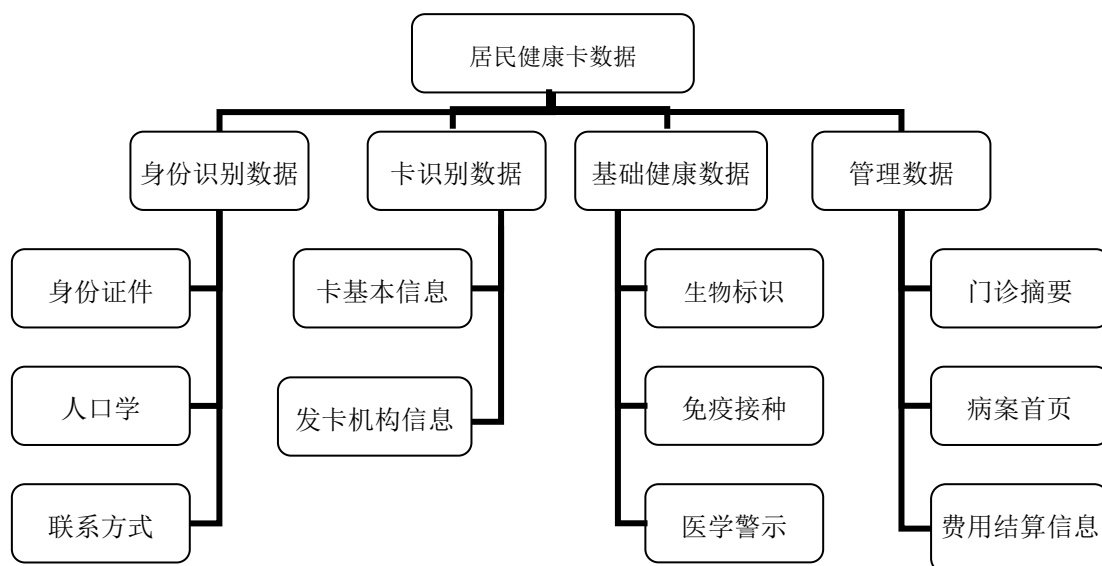 居民健康卡数据
身份识别数据
卡识别数据
基础健康数据
管理数据
身份证件
卡基本信息
生物标识
门诊摘要
人口学
发卡机构信息
免疫接种
病案首页
联系方式
医学警示
费用结算信息